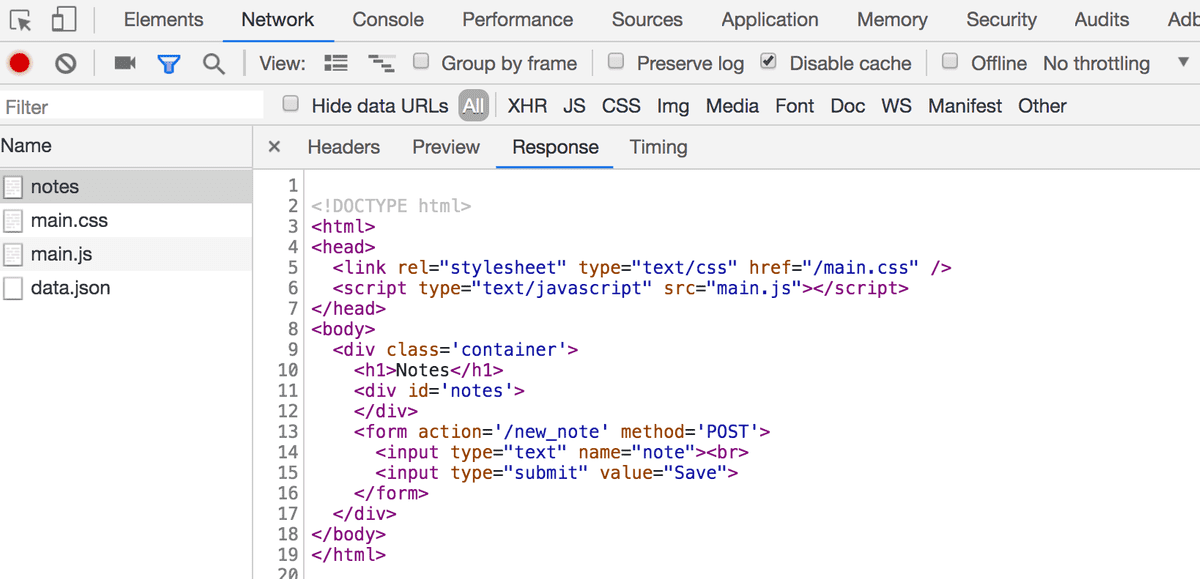 Elements Network Console Performance Sources Application Memory Security Audits Adb
View: Group by frame Preserve log Disable cache Offline No throttling
Filter Hide data URLs All XHR JS CSS Img Media Font Doc WS Manifest Other
Name
notes
main.css
main.js
data.json
× Headers Preview Response Timing
1
2 <!DOCTYPE html>
3 <html>
4 <head>
5   <link rel="stylesheet" type="text/css" href="/main.css" />
6   <script type="text/javascript" src="main.js"></script>
7 </head>
8 <body>
9   <div class='container'>
10     <h1>Notes</h1>
11     <div id='notes'>
12     </div>
13     <form action='/new_note' method='POST'>
14       <input type="text" name="note"><br>
15       <input type="submit" value="Save">
16     </form>
17   </div>
18 </body>
19 </html>
20